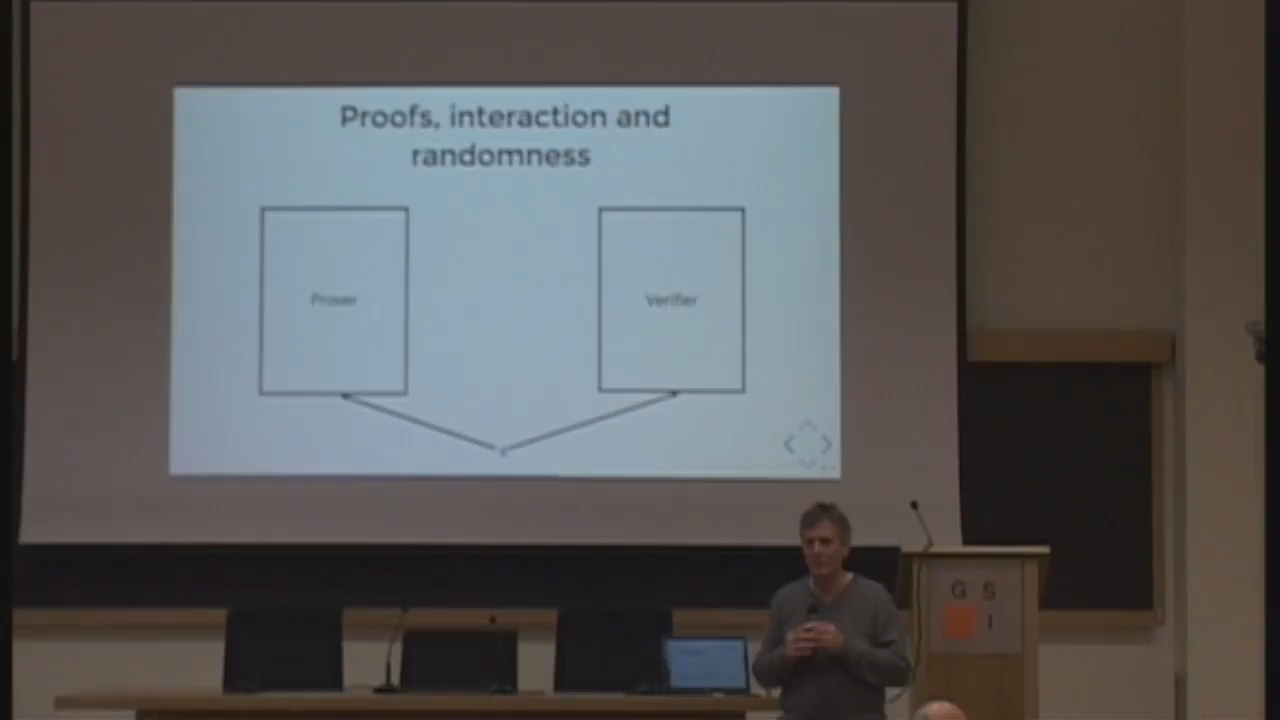 Proofs, interaction and
randomness
Prover
Verifier
G S
I